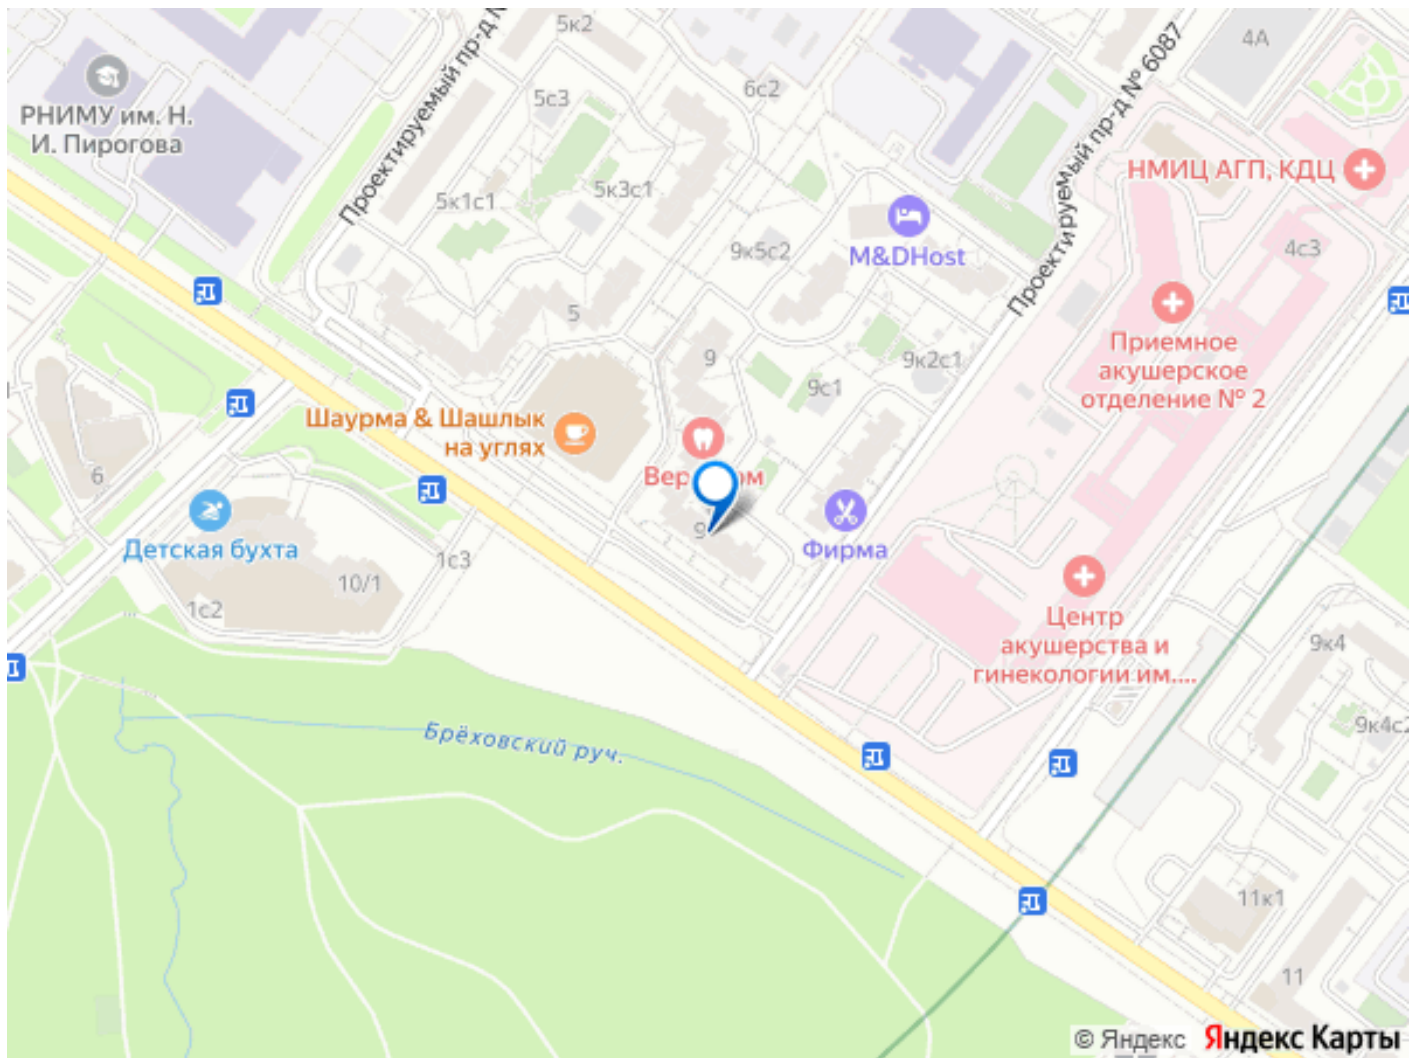 5к2
4А
Проектируемый пр-д №
Проектируемый пр-д № 6087
РНИМУ им. Н.
И. Пирогова
5с3
6с2
НМИЦ АГП, КДЦ
5к1с1
5к3с1
9к5с2
M&DHost
4с3
5
Приемное
акушерское
отделение № 2
9
9с1
9к2с1
Шаурма & Шашлык
на углях
6
Детская бухта
10/1
1с3
1с2
9
Фирма
Центр
акушерства и
гинекологии им....
9к4
9к4с2
Брёховский руч.
11к1
11
© Яндекс Яндекс Карты